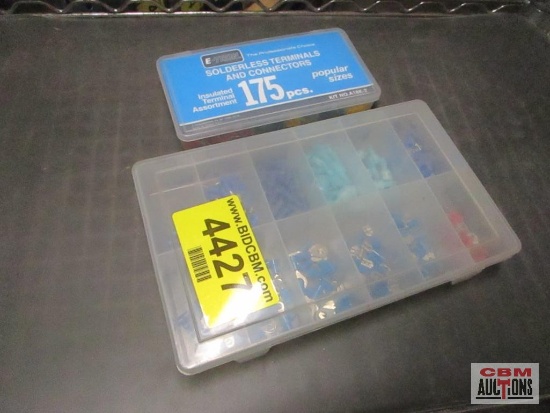 SOLDERLESS TERMINALS
AND CONNECTORS
Insulated
Terminal
Assortment
175 pcs.
popular
sizes
www.BIDCBM.com
4427
CBM
AUCTIONS